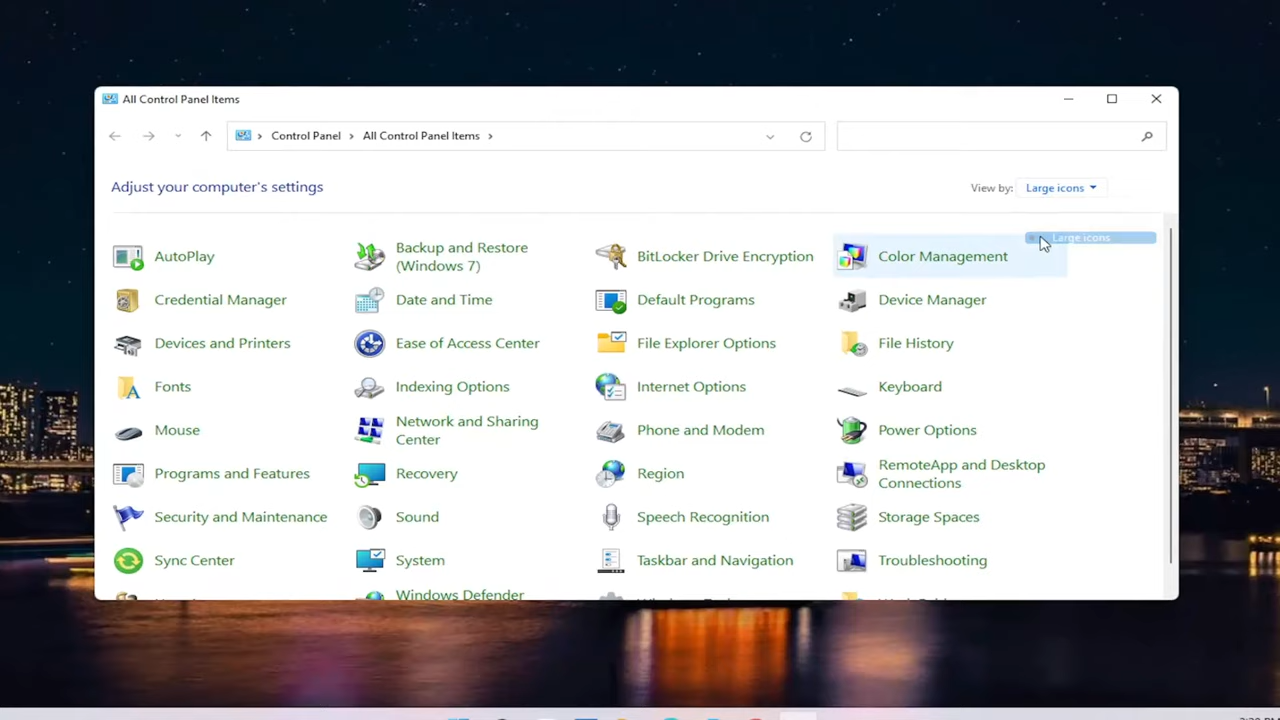 All Control Panel Items
Control Panel
All Control Panel Items
Adjust your computer's settings
View by: Large icons
Large icons
AutoPlay
Backup and Restore
(Windows 7)
BitLocker Drive Encryption
Color Management
Credential Manager
Date and Time
Default Programs
Device Manager
Devices and Printers
Ease of Access Center
File Explorer Options
File History
Fonts
Indexing Options
Internet Options
Keyboard
Mouse
Network and Sharing
Center
Phone and Modem
Power Options
Programs and Features
Recovery
Region
RemoteApp and Desktop
Connections
Security and Maintenance
Sound
Speech Recognition
Storage Spaces
Sync Center
System
Taskbar and Navigation
Troubleshooting
Windows Defender